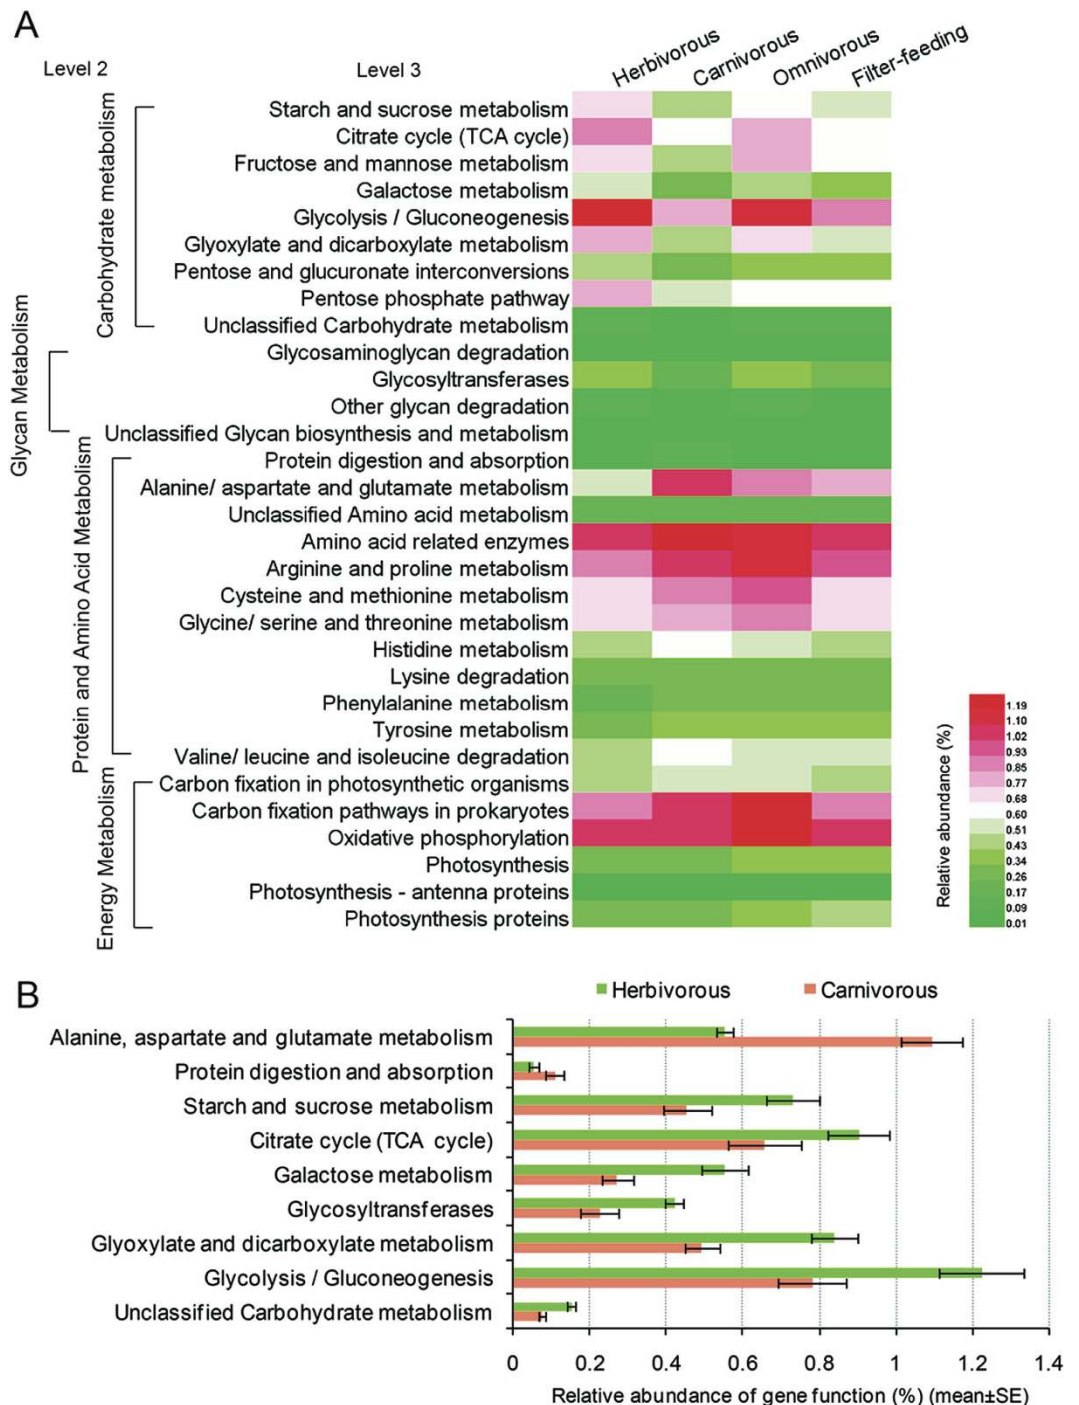 A
Level 2
Level 3
Herbivorous
Carnivorous
Omnivorous
Filter-feeding
Carbohydrate metabolism
Starch and sucrose metabolism
Citrate cycle (TCA cycle)
Fructose and mannose metabolism
Galactose metabolism
Glycolysis / Gluconeogenesis
Glyoxylate and dicarboxylate metabolism
Pentose and glucuronate interconversions
Pentose phosphate pathway
Unclassified Carbohydrate metabolism
Glycan Metabolism
Glycosaminoglycan degradation
Glycosyltransferases
Other glycan degradation
Unclassified Glycan biosynthesis and metabolism
Protein and Amino Acid Metabolism
Protein digestion and absorption
Alanine/ aspartate and glutamate metabolism
Unclassified Amino acid metabolism
Amino acid related enzymes
Arginine and proline metabolism
Cysteine and methionine metabolism
Glycine/ serine and threonine metabolism
Histidine metabolism
Lysine degradation
Phenylalanine metabolism
Tyrosine metabolism
Valine/ leucine and isoleucine degradation
Energy Metabolism
Carbon fixation in photosynthetic organisms
Carbon fixation pathways in prokaryotes
Oxidative phosphorylation
Photosynthesis
Photosynthesis - antenna proteins
Photosynthesis proteins
Relative abundance (%)
1.19
1.10
1.02
0.93
0.85
0.77
0.68
0.60
0.51
0.43
0.34
0.26
0.17
0.09
0.01
B
Herbivorous
Carnivorous
Alanine, aspartate and glutamate metabolism
Protein digestion and absorption
Starch and sucrose metabolism
Citrate cycle (TCA cycle)
Galactose metabolism
Glycosyltransferases
Glyoxylate and dicarboxylate metabolism
Glycolysis / Gluconeogenesis
Unclassified Carbohydrate metabolism
0 0.2 0.4 0.6 0.8 1 1.2 1.4
Relative abundance of gene function (%) (mean±SE)